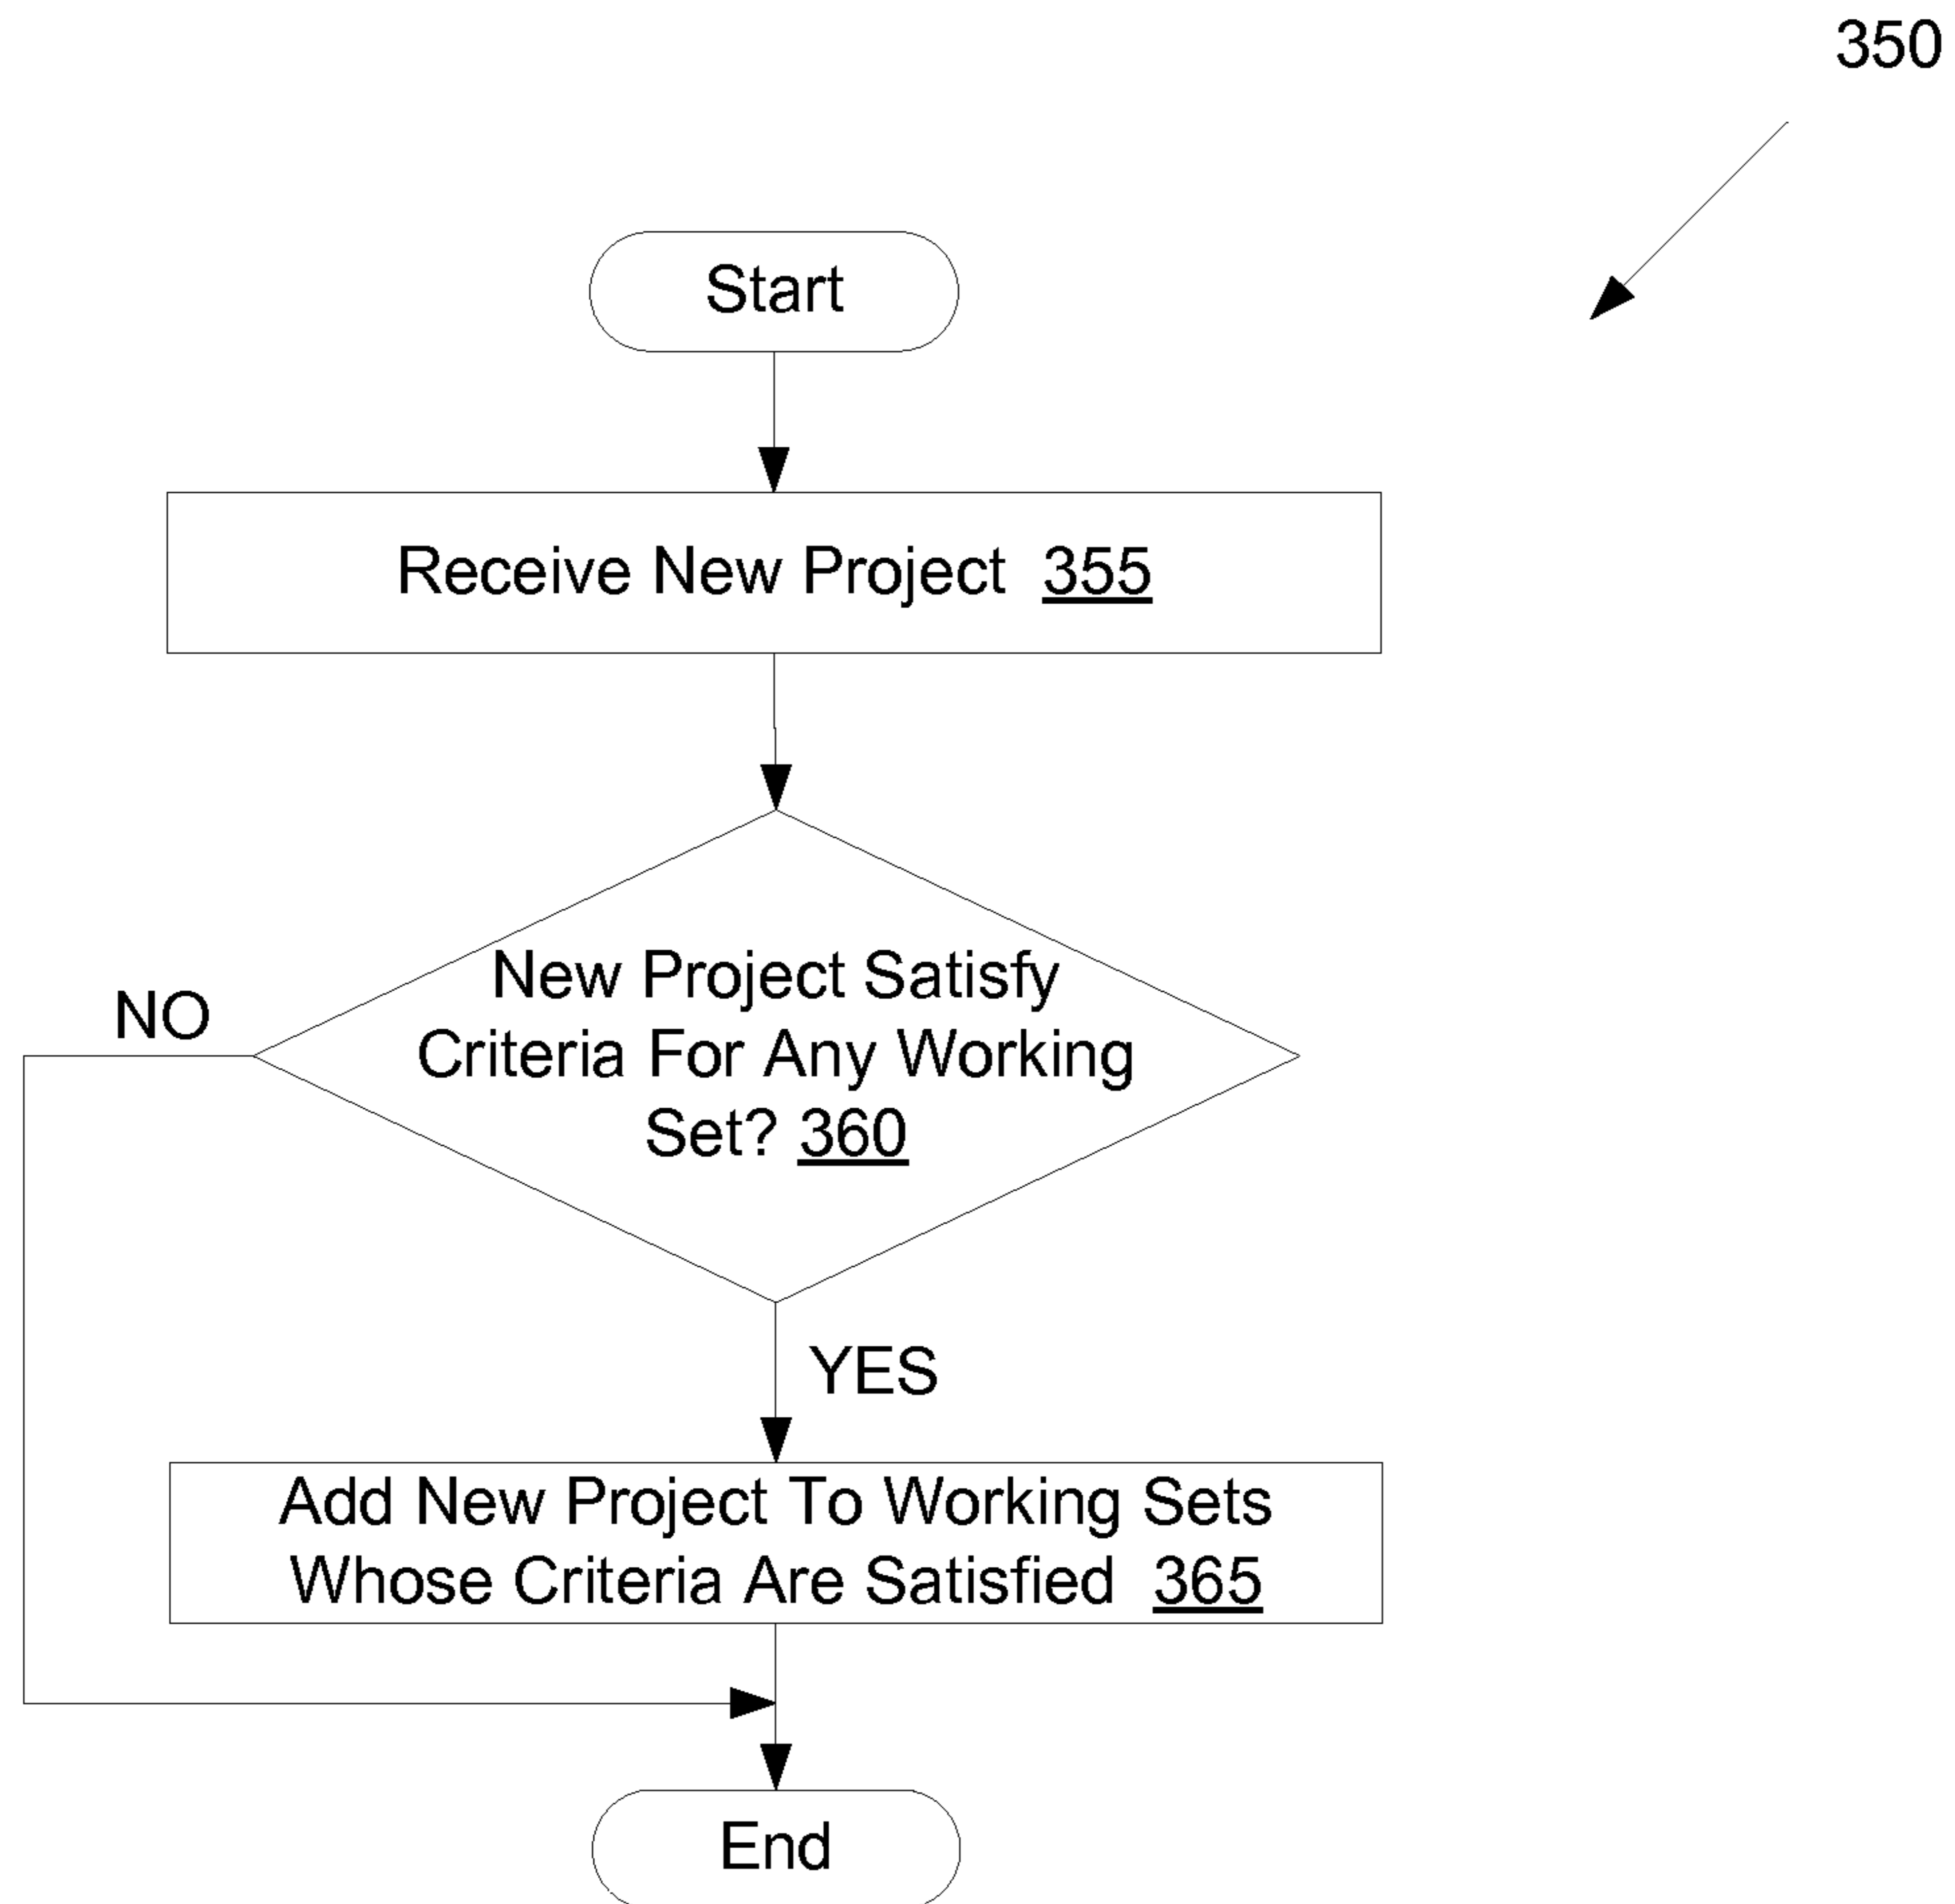 350
Start
Receive New Project 355
New Project Satisfy
Criteria For Any Working
Set? 360
NO
YES
Add New Project To Working Sets
Whose Criteria Are Satisfied 365
End